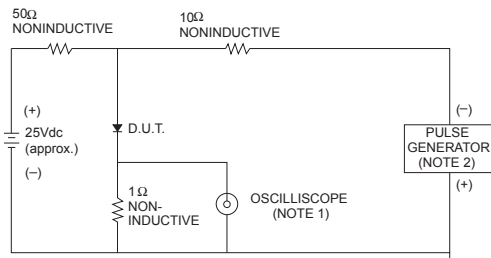 50Ω
NONINDUCTIVE
10Ω
NONINDUCTIVE
(+)
25Vdc
(approx.)
(–)
D.U.T.
1Ω
NON-
INDUCTIVE
OSCILLISCOPE
(NOTE 1)
(–)
PULSE
GENERATOR
(NOTE 2)
(+)